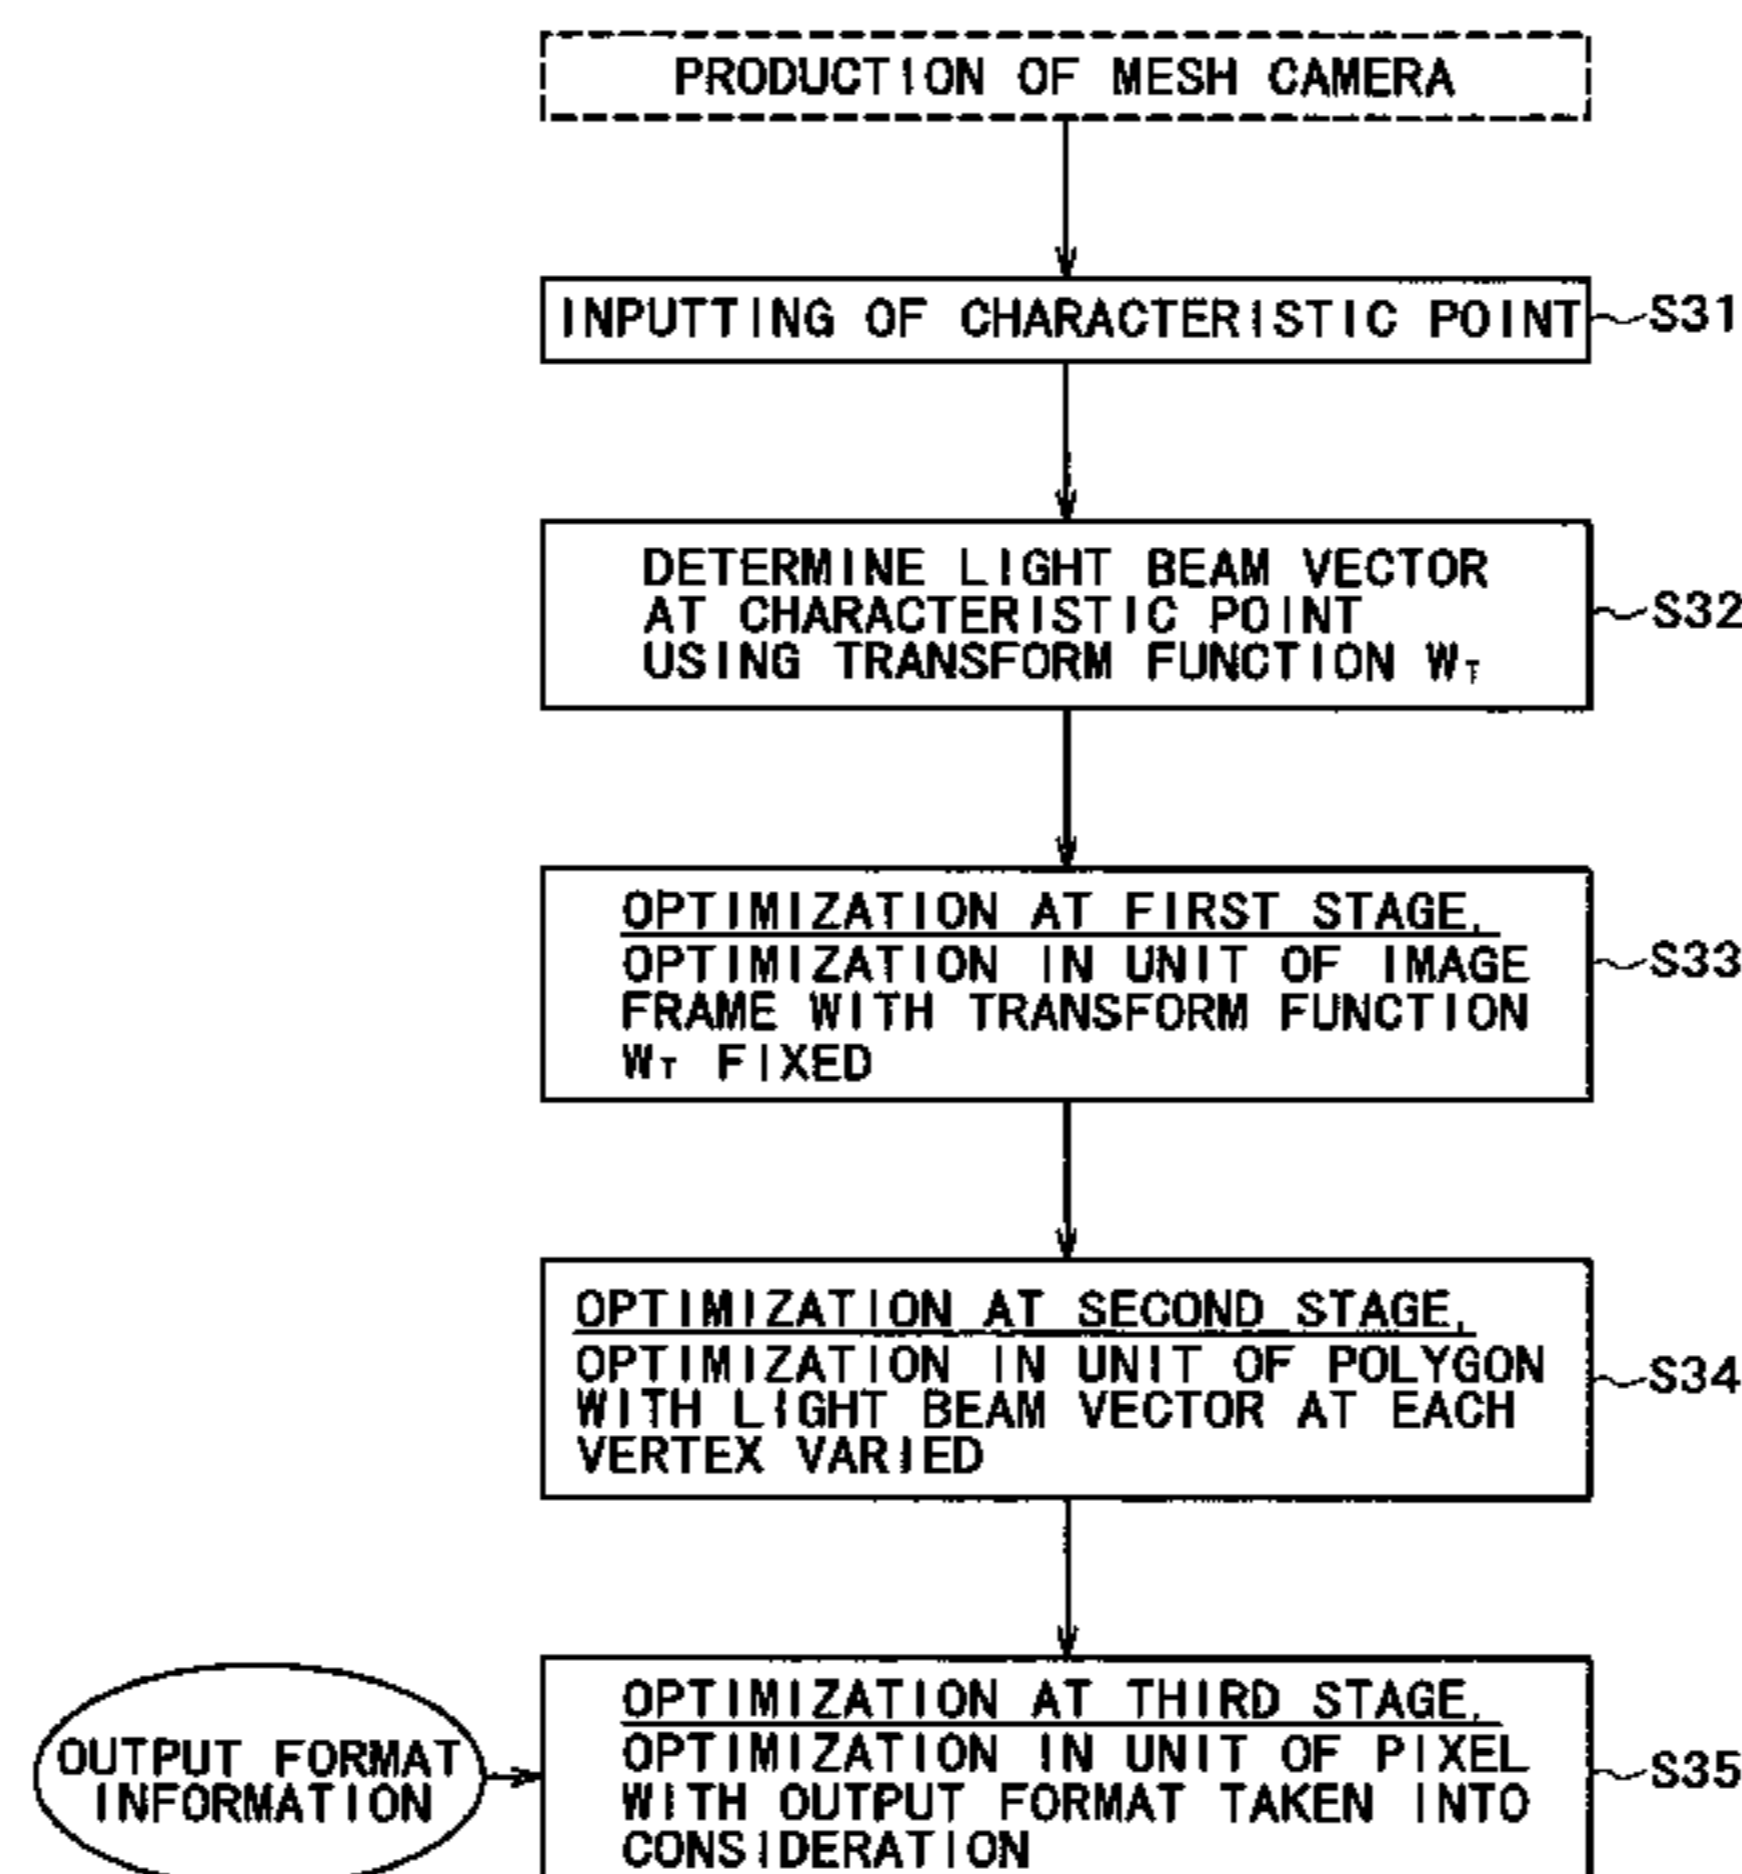 PRODUCTION OF MESH CAMERA
INPUTTING OF CHARACTERISTIC POINT
S31
DETERMINE LIGHT BEAM VECTOR
AT CHARACTERISTIC POINT
USING TRANSFORM FUNCTION WT
S32
OPTIMIZATION AT FIRST STAGE.
OPTIMIZATION IN UNIT OF IMAGE
FRAME WITH TRANSFORM FUNCTION
WT FIXED
S33
OPTIMIZATION AT SECOND STAGE.
OPTIMIZATION IN UNIT OF POLYGON
WITH LIGHT BEAM VECTOR AT EACH
VERTEX VARIED
S34
OUTPUT FORMAT
INFORMATION
OPTIMIZATION AT THIRD STAGE.
OPTIMIZATION IN UNIT OF PIXEL
WITH OUTPUT FORMAT TAKEN INTO
CONSIDERATION
S35